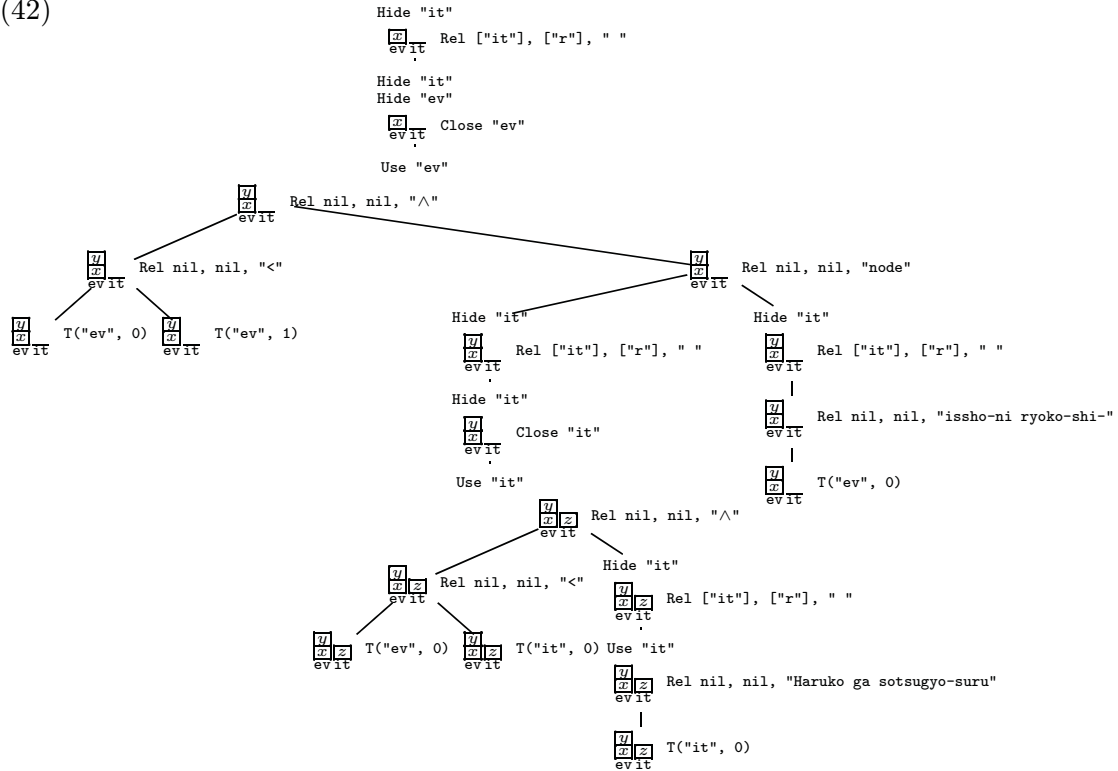 (42)
Hide "it"
x
ev it
Rel ["it"], ["r"], " "
Hide "it"
Hide "ev"
x
ev it
Close "ev"
Use "ev"
y
x
ev it
Rel nil, nil, "∧"
y
x
ev it
Rel nil, nil, "<"
y
x
ev it
Rel nil, nil, "node"
y
x
ev it
T("ev", 0)
y
x
ev it
T("ev", 1)
Hide "it"
y
x
ev it
Rel ["it"], ["r"], " "
Hide "it"
y
x
ev it
Rel ["it"], ["r"], " "
Hide "it"
y
x
ev it
Close "it"
Use "it"
y
x
ev it
Rel nil, nil, "issho-ni ryoko-shi-"
y
x
ev it
T("ev", 0)
y
x z
ev it
Rel nil, nil, "∧"
y
x z
ev it
Rel nil, nil, "<"
Hide "it"
y
x z
ev it
Rel ["it"], ["r"], " "
y
x z
ev it
T("ev", 0)
y
x z
ev it
T("it", 0)
Use "it"
y
x z
ev it
Rel nil, nil, "Haruko ga sotsugyo-suru"
y
x z
ev it
T("it", 0)